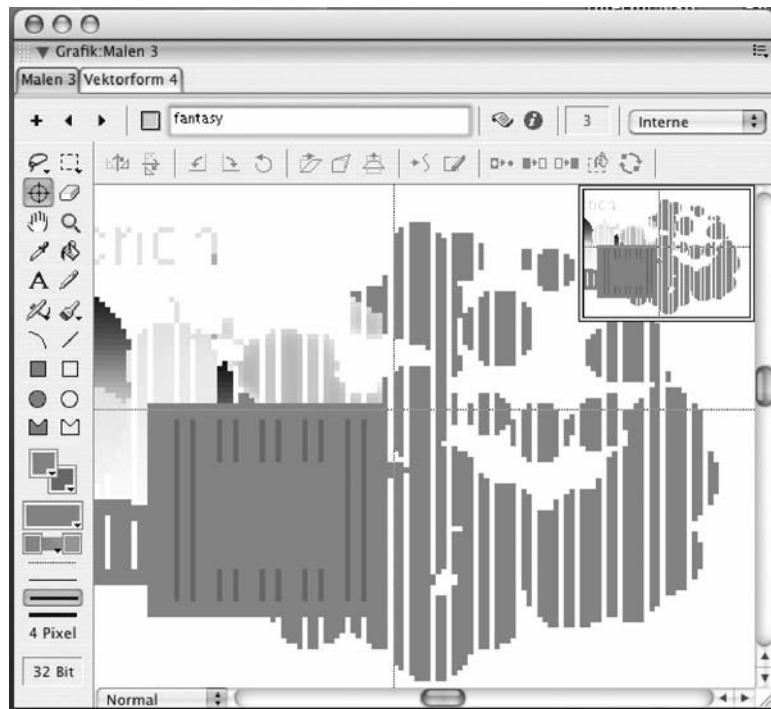 Grafik:Malen 3
Malen 3 Vektorform 4
fantasy 3 Interne
A
4 Pixel
32 Bit
Normal